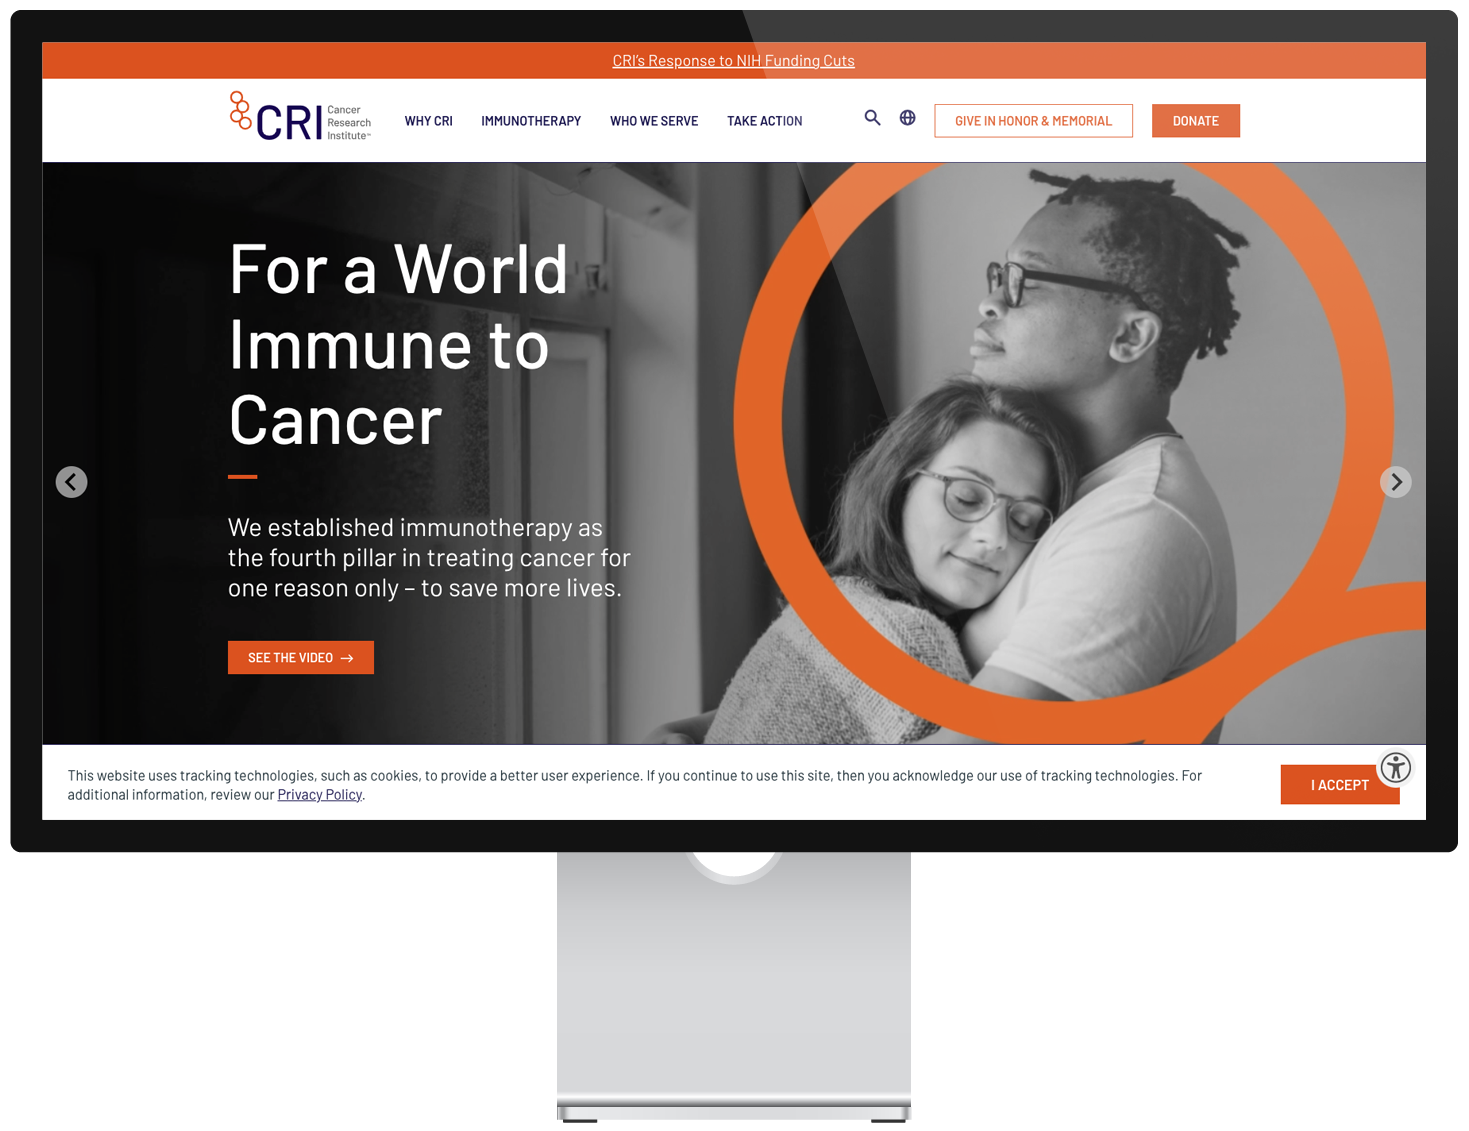 CRI's Response to NIH Funding Cuts
CRI
Cancer
Research
Institute™
WHY CRI
IMMUNOTHERAPY
WHO WE SERVE
TAKE ACTION
GIVE IN HONOR & MEMORIAL
DONATE
For a World
Immune to
Cancer
We established immunotherapy as
the fourth pillar in treating cancer for
one reason only – to save more lives.
SEE THE VIDEO →
This website uses tracking technologies, such as cookies, to provide a better user experience. If you continue to use this site, then you acknowledge our use of tracking technologies. For
additional information, review our Privacy Policy.
I ACCEPT